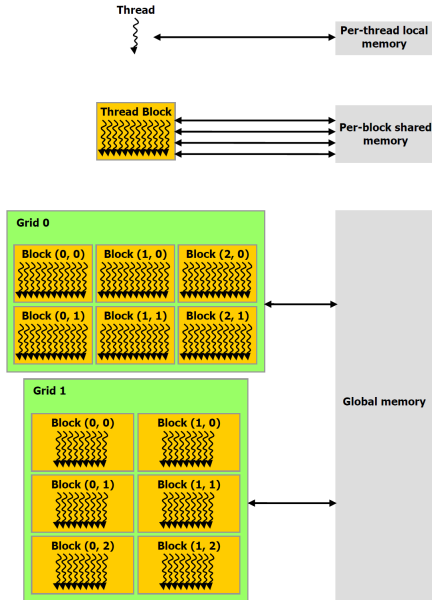 Thread
Per-thread local
memory
Thread Block
Per-block shared
memory
Grid 0
Block (0, 0) Block (1, 0) Block (2, 0)
Block (0, 1) Block (1, 1) Block (2, 1)
Grid 1
Global memory
Block (0, 0) Block (1, 0)
Block (0, 1) Block (1, 1)
Block (0, 2) Block (1, 2)